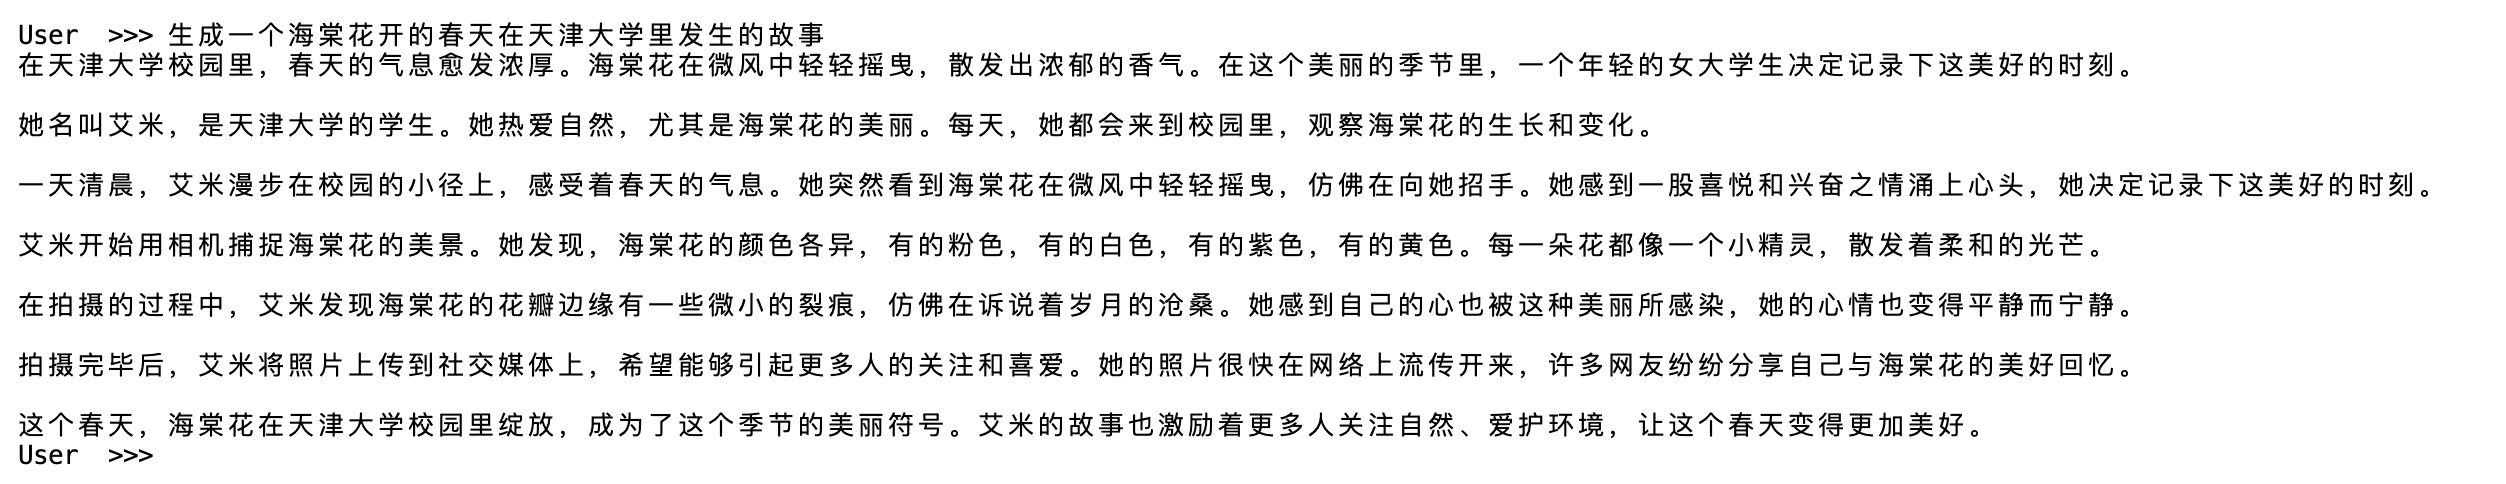 User  >>> 生成一个海棠花开的春天在天津大学里发生的故事
在天津大学校园里，春天的气息愈发浓厚。海棠花在微风中轻轻摇曳，散发出浓郁的香气。在这个美丽的季节里，一个年轻的女大学生决定记录下这美好的时刻。
她名叫艾米，是天津大学的学生。她热爱自然，尤其是海棠花的美丽。每天，她都会来到校园里，观察海棠花的生长和变化。
一天清晨，艾米漫步在校园的小径上，感受着春天的气息。她突然看到海棠花在微风中轻轻摇曳，仿佛在向她招手。她感到一股喜悦和兴奋之情涌上心头，她决定记录下这美好的时刻。
艾米开始用相机捕捉海棠花的美景。她发现，海棠花的颜色各异，有的粉色，有的白色，有的紫色，有的黄色。每一朵花都像一个小精灵，散发着柔和的光芒。
在拍摄的过程中，艾米发现海棠花的花瓣边缘有一些微小的裂痕，仿佛在诉说着岁月的沧桑。她感到自己的心也被这种美丽所感染，她的心情也变得平静而宁静。
拍摄完毕后，艾米将照片上传到社交媒体上，希望能够引起更多人的关注和喜爱。她的照片很快在网络上流传开来，许多网友纷纷分享自己与海棠花的美好回忆。
这个春天，海棠花在天津大学校园里绽放，成为了这个季节的美丽符号。艾米的故事也激励着更多人关注自然、爱护环境，让这个春天变得更加美好。
User  >>>